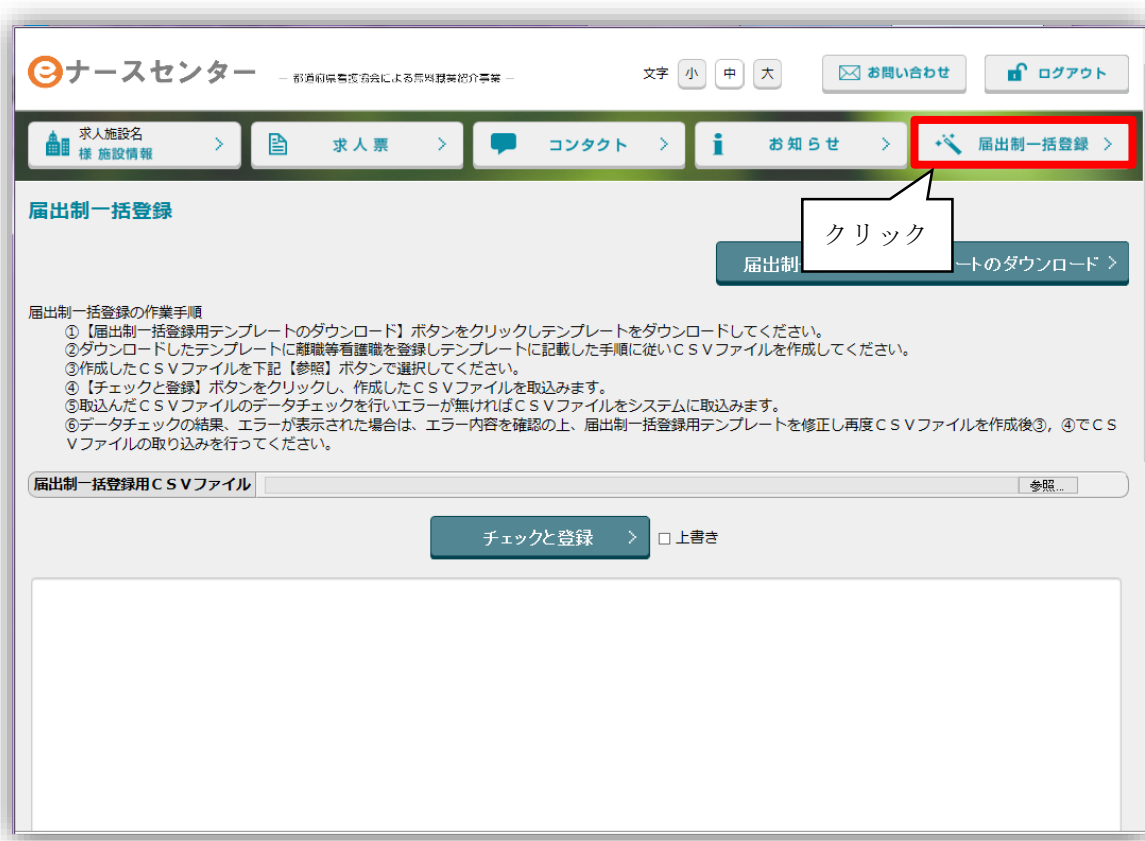 eナースセンター
― 都道府県看護協会による無料職業紹介事業 ―
文字 小 中 大
お問い合わせ
ログアウト
求人施設名
様 施設情報
求人票
コンタクト
お知らせ
届出制一括登録
届出制一括登録
クリック
届出制
ートのダウンロード
届出制一括登録の作業手順
①【届出制一括登録用テンプレートのダウンロード】ボタンをクリックしテンプレートをダウンロードしてください。
②ダウンロードしたテンプレートに離職等看護職を登録しテンプレートに記載した手順に従いCSVファイルを作成してください。
③作成したCSVファイルを下記【参照】ボタンで選択してください。
④【チェックと登録】ボタンをクリックし、作成したCSVファイルを取込みます。
⑤取込んだCSVファイルのデータチェックを行いエラーが無ければCSVファイルをシステムに取込みます。
⑥データチェックの結果、エラーが表示された場合は、エラー内容を確認の上、届出制一括登録用テンプレートを修正し再度CSVファイルを作成後③,④でCS
Vファイルの取り込みを行ってください。
届出制一括登録用CSVファイル
参照...
チェックと登録
上書き